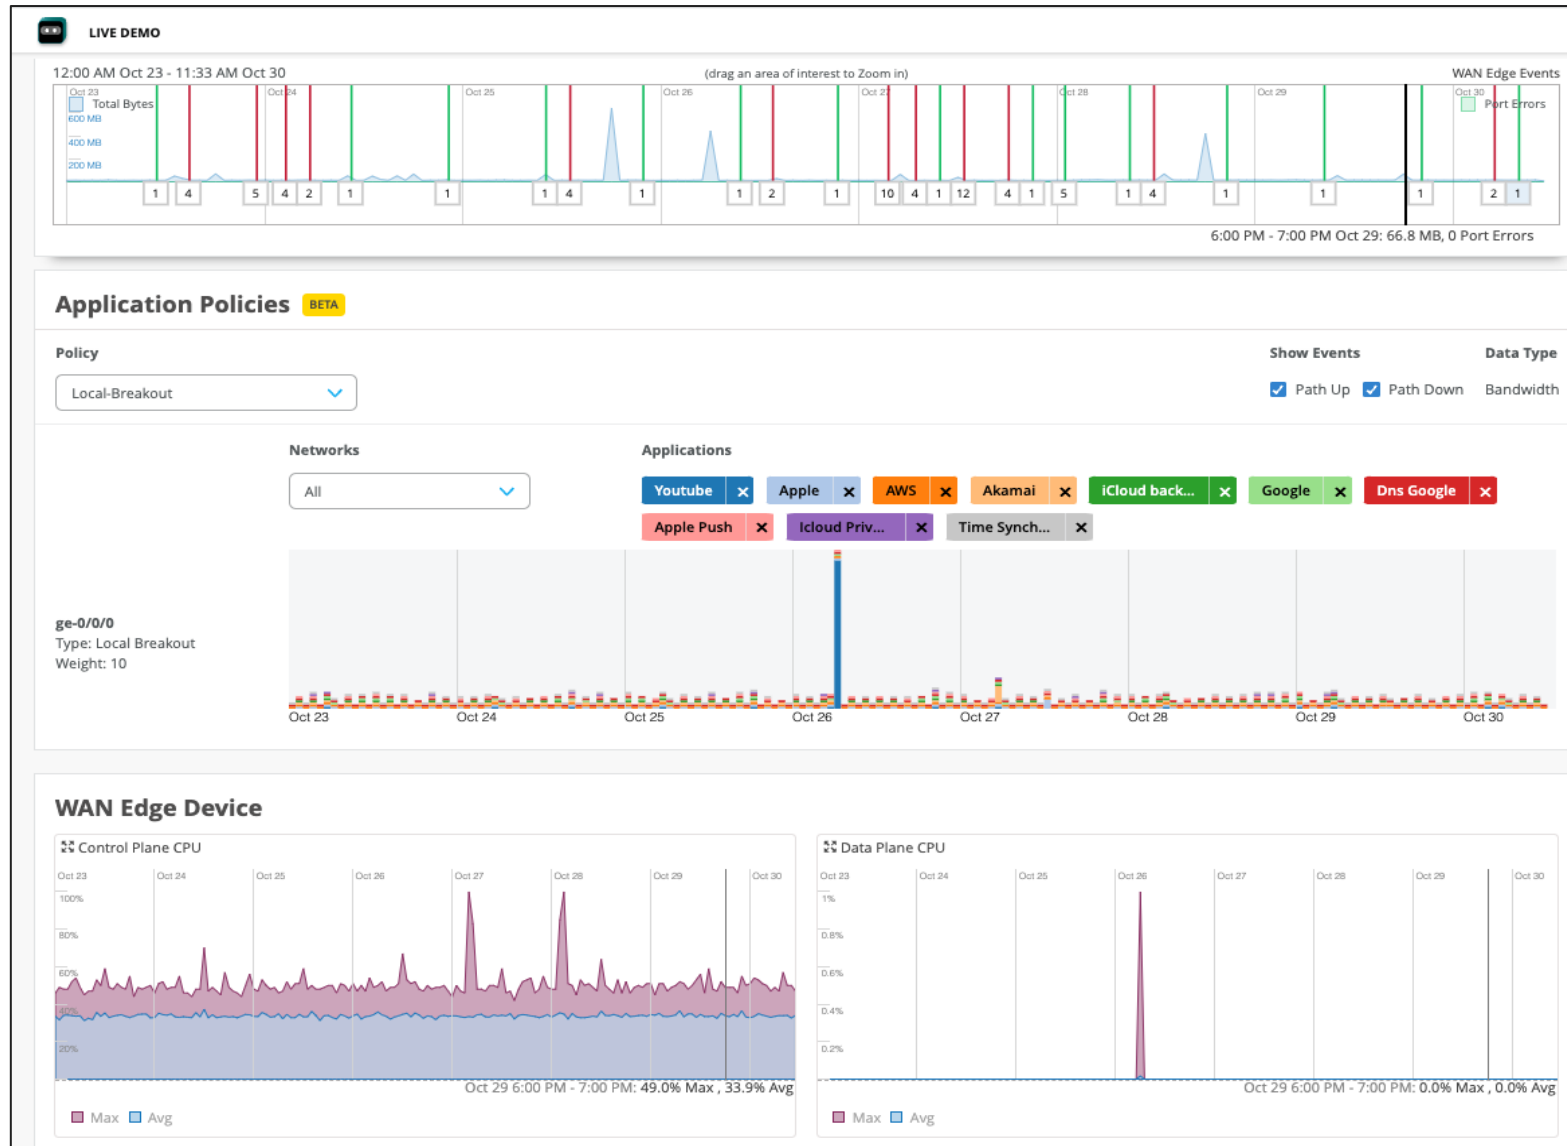 LIVE DEMO
12:00 AM Oct 23 - 11:33 AM Oct 30
(drag an area of interest to Zoom in)
WAN Edge Events
Oct 23 Oct 24 Oct 25 Oct 26 Oct 27 Oct 28 Oct 29 Oct 30
Total Bytes
Port Errors
600 MB
400 MB
200 MB
1 4 5 4 2 1 1 1 4 1 1 2 1 10 4 1 12 4 1 5 1 4 1 1 1 2 1
6:00 PM - 7:00 PM Oct 29: 66.8 MB, 0 Port Errors
Application Policies BETA
Policy
Show Events
Data Type
Local-Breakout
Path Up
Path Down
Bandwidth
Networks
Applications
All
Youtube Apple AWS Akamai iCloud back... Google Dns Google
Apple Push Icloud Priv... Time Synch...
ge-0/0/0
Type: Local Breakout
Weight: 10
Oct 23 Oct 24 Oct 25 Oct 26 Oct 27 Oct 28 Oct 29 Oct 30
WAN Edge Device
Control Plane CPU
Oct 23 Oct 24 Oct 25 Oct 26 Oct 27 Oct 28 Oct 29 Oct 30
100%
80%
60%
40%
20%
Oct 29 6:00 PM - 7:00 PM: 49.0% Max , 33.9% Avg
Max Avg
Data Plane CPU
Oct 23 Oct 24 Oct 25 Oct 26 Oct 27 Oct 28 Oct 29 Oct 30
1%
0.8%
0.6%
0.4%
0.2%
Oct 29 6:00 PM - 7:00 PM: 0.0% Max , 0.0% Avg
Max Avg